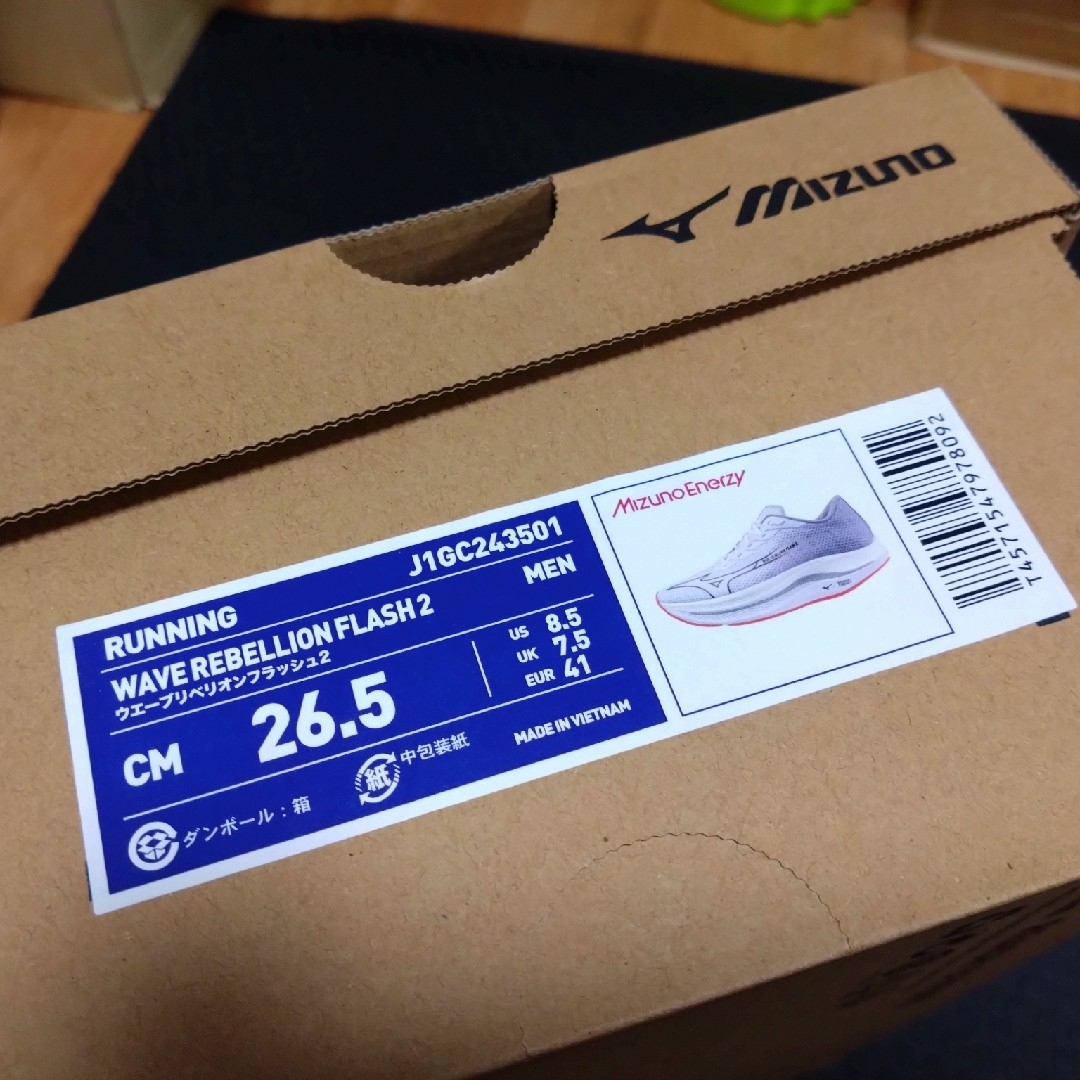 MIZUNO
RUNNING
J1GC243501
WAVE REBELLION FLASH 2
MEN
ウエーブリベリオンフラッシュ2
CM
26.5
US 8.5
UK 7.5
EUR 41
MADE IN VIETNAM
ダンボール:箱
紙
中包装紙
MIZUNO ENERZY
T4571547978092